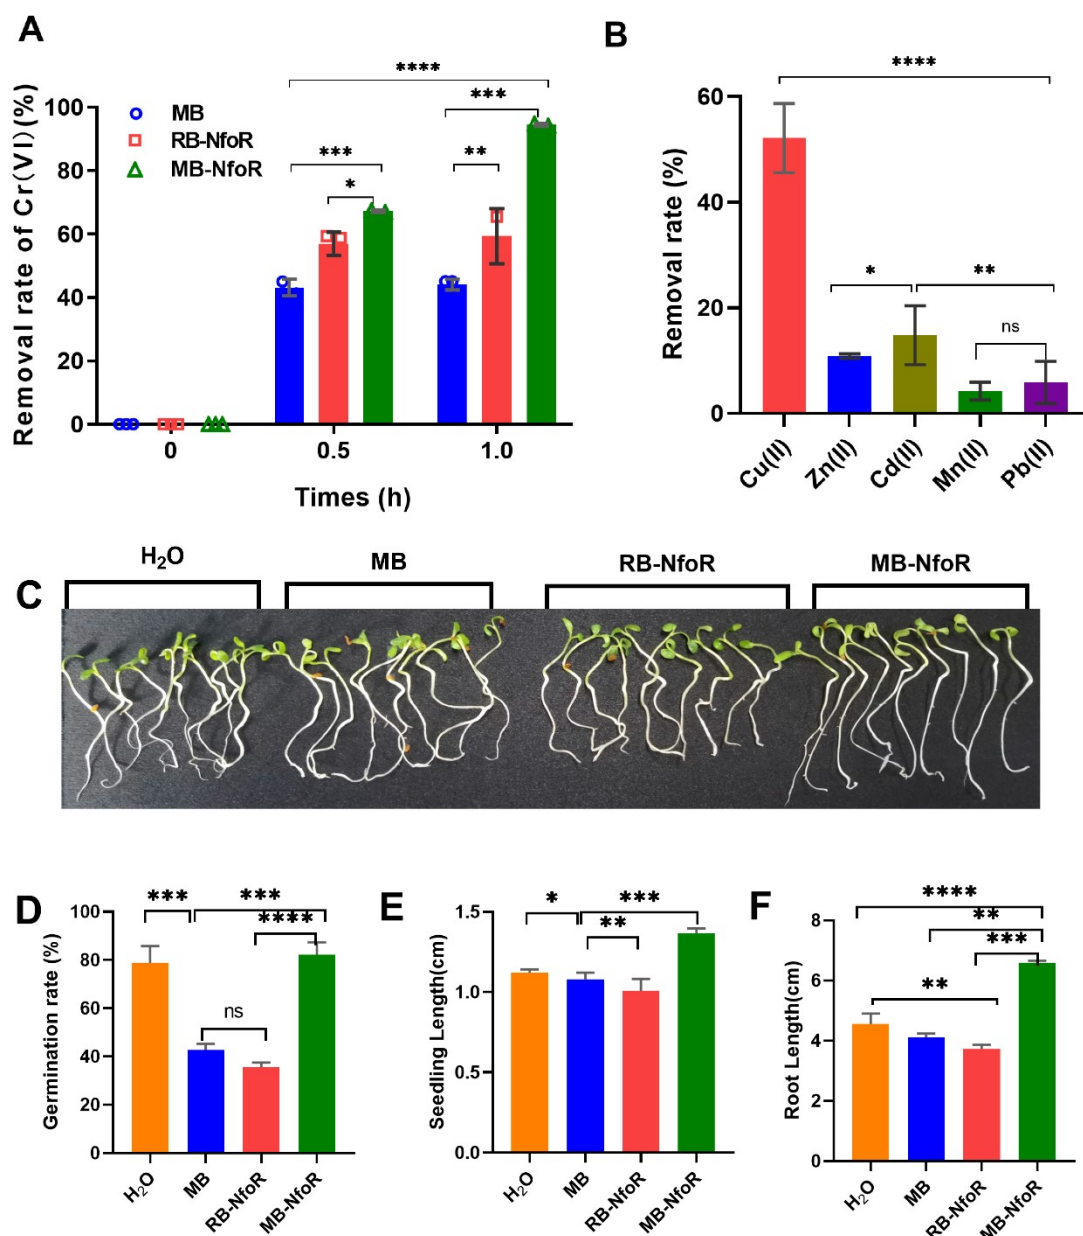 A
****
***
*
***
**
MB
RB-NfoR
MB-NfoR
Removal rate of Cr(VI)(%)
100
80
60
40
20
0
0
0.5
1.0
Times (h)
B
****
*
**
ns
Removal rate (%)
60
40
20
0
Cu(II)
Zn(II)
Cd(II)
Mn(II)
Pb(II)
C
H₂O
MB
RB-NfoR
MB-NfoR
D
***
***
****
ns
Germination rate (%)
100
80
60
40
20
0
H₂O
MB
RB-NfoR
MB-NfoR
E
*
***
**
Seedling Length(cm)
1.5
1.0
0.5
0.0
H₂O
MB
RB-NfoR
MB-NfoR
F
****
**
***
**
Root Length(cm)
8
6
4
2
0
H₂O
MB
RB-NfoR
MB-NfoR